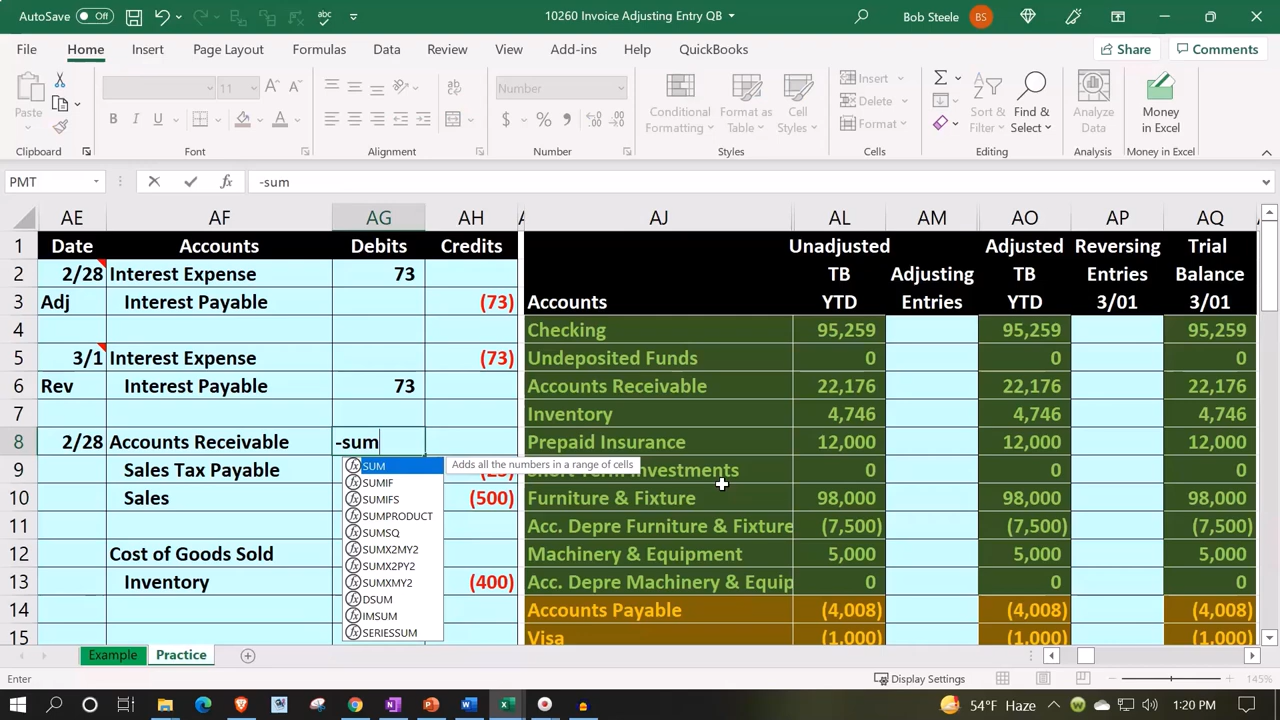 AutoSave Off 10260 Invoice Adjusting Entry QB Bob Steele BS
File Home Insert Page Layout Formulas Data Review View Add-ins Help QuickBooks Share Comments
Paste 11 B I U A A A ab Number $ % 9 Conditional Formatting Format as Table Cell Styles Insert Delete Format Σ Sort & Filter Find & Select Analyze Data Money in Excel
Clipboard Font Alignment Number Styles Cells Editing Analysis Money in Excel
PMT fx -sum
AE AF AG AH AJ AL AM AO AP AQ
1 Date Accounts Debits Credits Unadjusted Adjusted Reversing Trial
2 2/28 Interest Expense 73 TB Adjusting TB Entries Balance
3 Adj Interest Payable (73) Accounts YTD Entries YTD 3/01 3/01
4 Checking 95,259 95,259 95,259
5 3/1 Interest Expense (73) Undeposited Funds 0 0 0
6 Rev Interest Payable 73 Accounts Receivable 22,176 22,176 22,176
7 Inventory 4,746 4,746 4,746
8 2/28 Accounts Receivable -sum Prepaid Insurance 12,000 12,000 12,000
9 Sales Tax Payable Investments 0 0 0
10 Sales (500) Furniture & Fixture 98,000 98,000 98,000
11 Acc. Depre Furniture & Fixture (7,500) (7,500) (7,500)
12 Cost of Goods Sold Machinery & Equipment 5,000 5,000 5,000
13 Inventory (400) Acc. Depre Machinery & Equip 0 0 0
14 Accounts Payable (4,008) (4,008) (4,008)
15 Visa (1,000) (1,000) (1,000)
SUM Adds all the numbers in a range of cells
SUMIF
SUMIFS
SUMPRODUCT
SUMSQ
SUMX2MY2
SUMX2PY2
SUMXMY2
DSUM
IMSUM
SERIESSUM
Example Practice
Enter Display Settings 145%
54°F Haze 1:20 PM